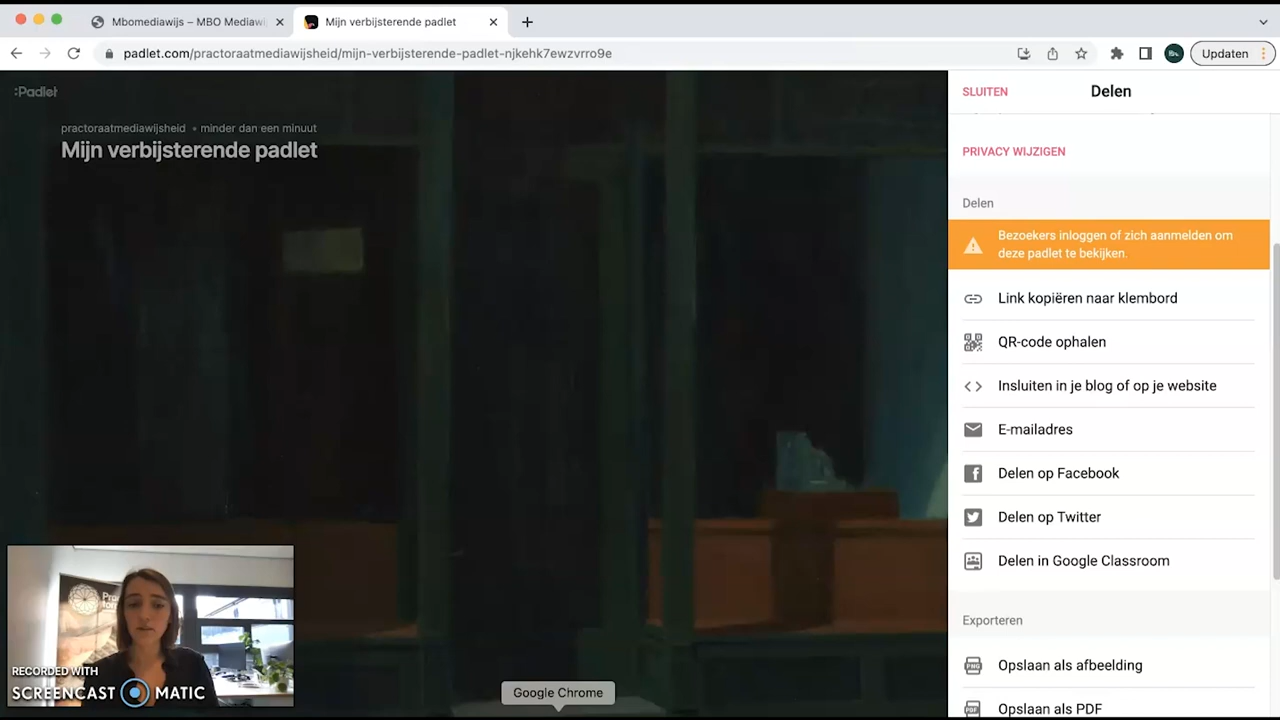 Mbomediawijs – MBO Mediawi
Mijn verbijsterende padlet
padlet.com/practoraatmediawijsheid/mijn-verbijsterende-padlet-njkehk7ewzvrro9e
Updaten
:Padlet
practoraatmediawijsheid • minder dan een minuut
Mijn verbijsterende padlet
SLUITEN
Delen
PRIVACY WIJZIGEN
Delen
Bezoekers inloggen of zich aanmelden om
deze padlet te bekijken.
Link kopiëren naar klembord
QR-code ophalen
Insluiten in je blog of op je website
E-mailadres
Delen op Facebook
Delen op Twitter
Delen in Google Classroom
Exporteren
PNG
Opslaan als afbeelding
PDF
Opslaan als PDF
RECORDED WITH
SCREENCAST MATIC
Google Chrome